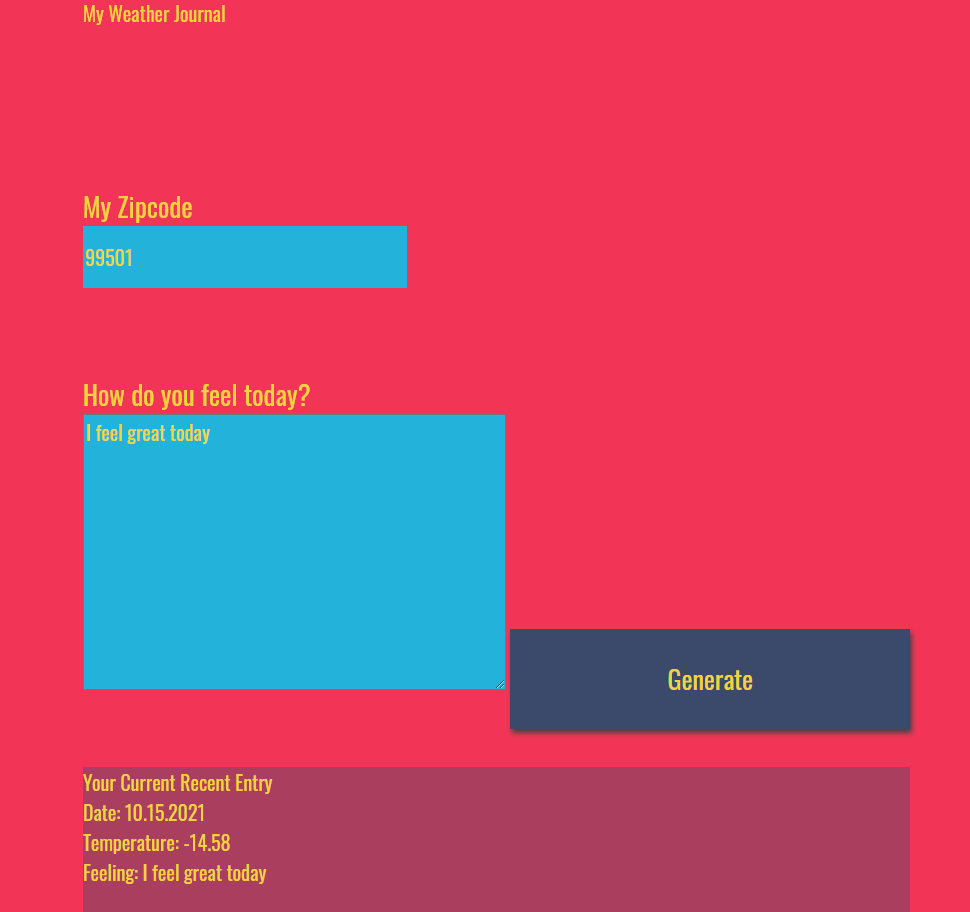 My Weather Journal
My Zipcode
99501
How do you feel today?
I feel great today
Generate
Your Current Recent Entry
Date: 10.15.2021
Temperature: -14.58
Feeling: I feel great today